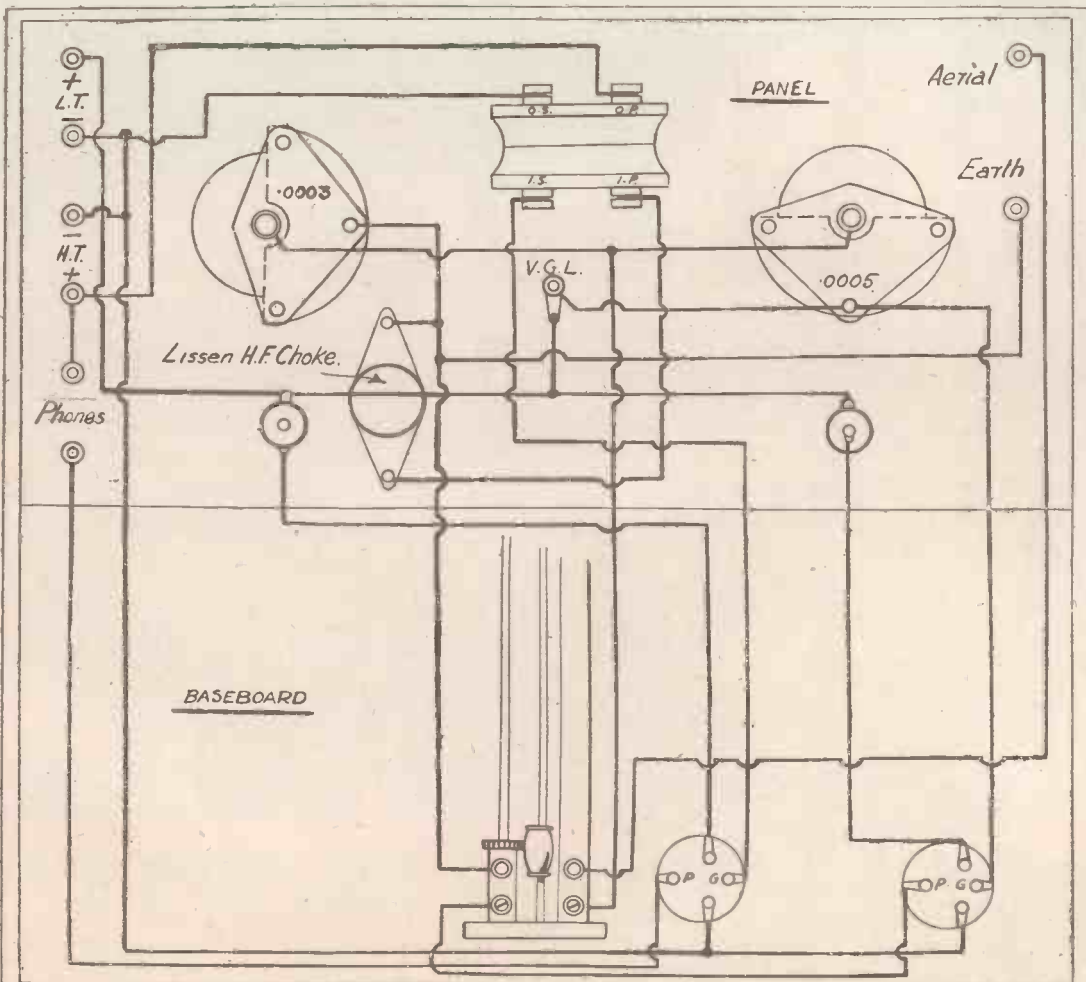 +
L.T.
−
−
H.T.
+
Phones
.0003
Lissen H.F. Choke.
O.S. O.P.
I.S. I.P.
V.G.L.
PANEL
.0005
Aerial
Earth
BASEBOARD
P G
P G